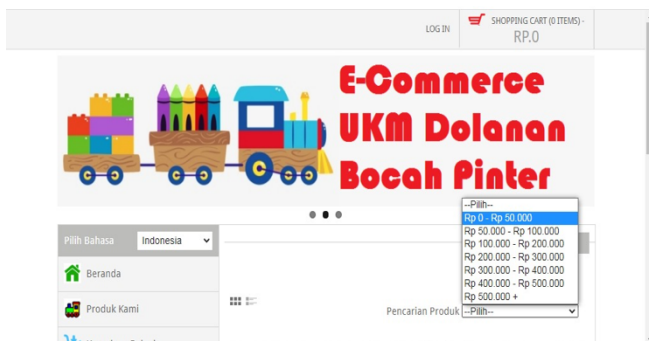 LOG IN
SHOPPING CART (0 ITEMS) -
RP.0
E-Commerce
UKM Dolanan
Bocah Pinter
Pilih Bahasa
Indonesia
Beranda
Produk Kami
--Pilih--
Rp 0 - Rp 50.000
Rp 50.000 - Rp 100.000
Rp 100.000 - Rp 200.000
Rp 200.000 - Rp 300.000
Rp 300.000 - Rp 400.000
Rp 400.000 - Rp 500.000
Rp 500.000 +
Pencarian Produk
--Pilih--